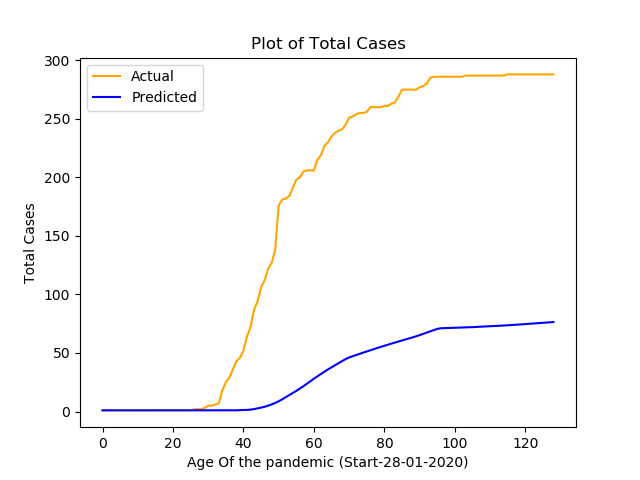 Plot of Total Cases
Actual
Predicted
300
250
200
150
100
50
0
Total Cases
0 20 40 60 80 100 120
Age Of the pandemic (Start-28-01-2020)